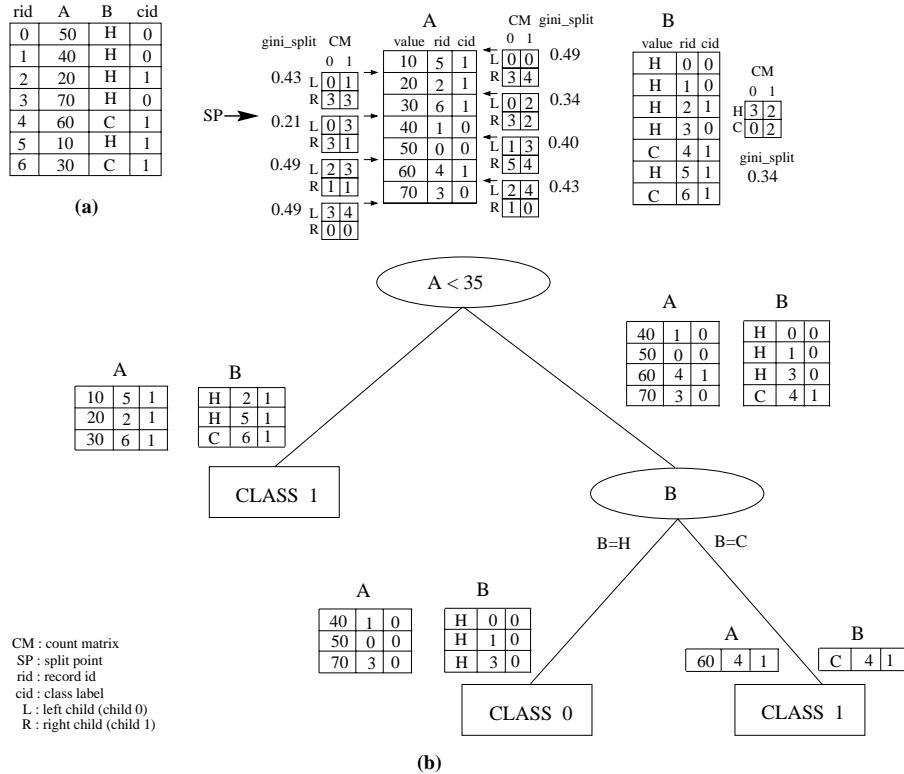 rid A B cid
0 50 H 0
1 40 H 0
2 20 H 1
3 70 H 0
4 60 C 1
5 10 H 1
6 30 C 1
(a)
gini_split CM
0 1
0.43 L 0 1
R 3 3
SP
0.21 L 0 3
R 3 1
0.49 L 2 3
R 1 1
0.49 L 3 4
R 0 0
A
value rid cid
10 5 1
20 2 1
30 6 1
40 1 0
50 0 0
60 4 1
70 3 0
CM gini_split
0 1
L 0 0 0.49
R 3 4
L 0 2 0.34
R 3 2
L 1 3 0.40
R 5 4
L 2 4 0.43
R 1 0
B
value rid cid
H 0 0
H 1 0
H 2 1
H 3 0
C 4 1
H 5 1
C 6 1
CM
0 1
H 3 2
C 0 2
gini_split
0.34
A < 35
A
10 5 1
20 2 1
30 6 1
B
H 2 1
H 5 1
C 6 1
CLASS 1
A
40 1 0
50 0 0
60 4 1
70 3 0
B
H 0 0
H 1 0
H 3 0
C 4 1
B
B=H
B=C
A
40 1 0
50 0 0
70 3 0
B
H 0 0
H 1 0
H 3 0
CLASS 0
A
60 4 1
B
C 4 1
CLASS 1
CM : count matrix
SP : split point
rid : record id
cid : class label
L : left child (child 0)
R : right child (child 1)
(b)